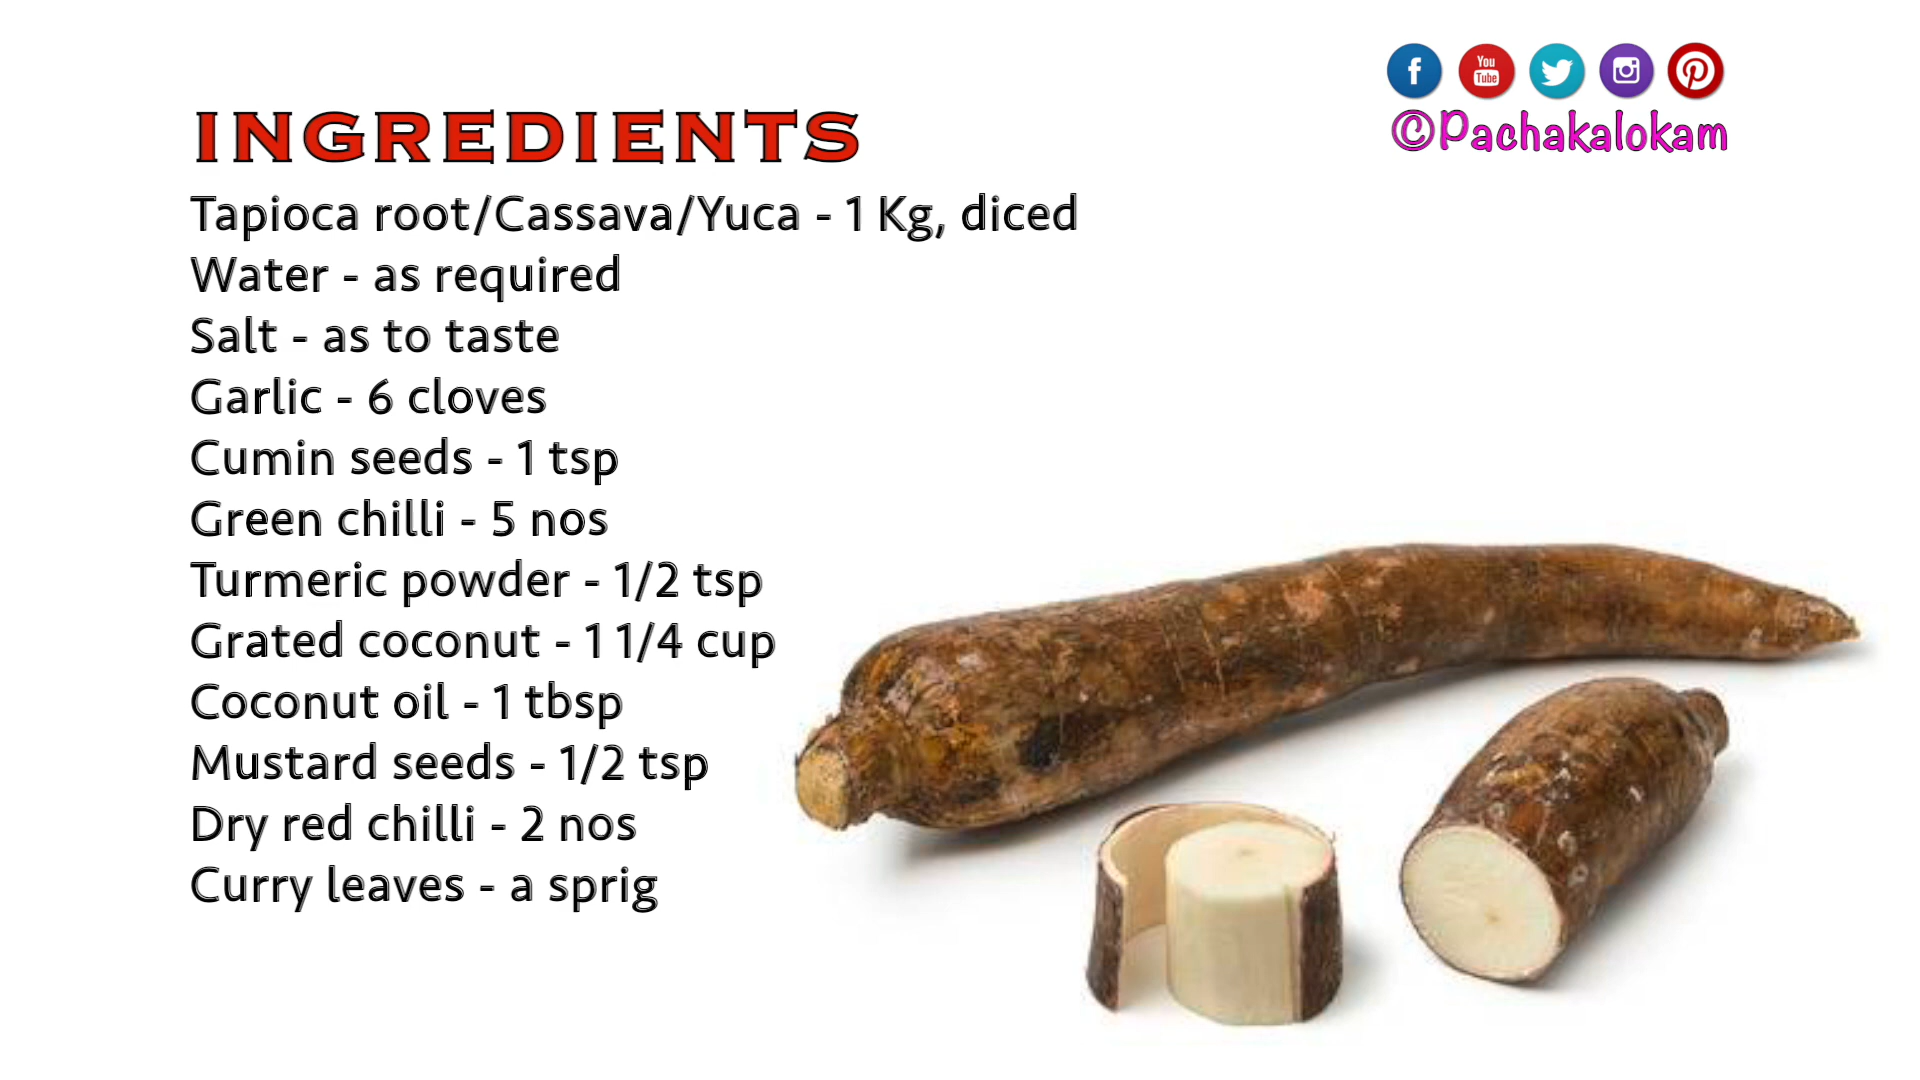 INGREDIENTS
Tapioca root/Cassava/Yuca - 1 Kg, diced
Water - as required
Salt - as to taste
Garlic - 6 cloves
Cumin seeds - 1 tsp
Green chilli - 5 nos
Turmeric powder - 1/2 tsp
Grated coconut - 1 1/4 cup
Coconut oil - 1 tbsp
Mustard seeds - 1/2 tsp
Dry red chilli - 2 nos
Curry leaves - a sprig
f
You
Tube
©Pachakalokam